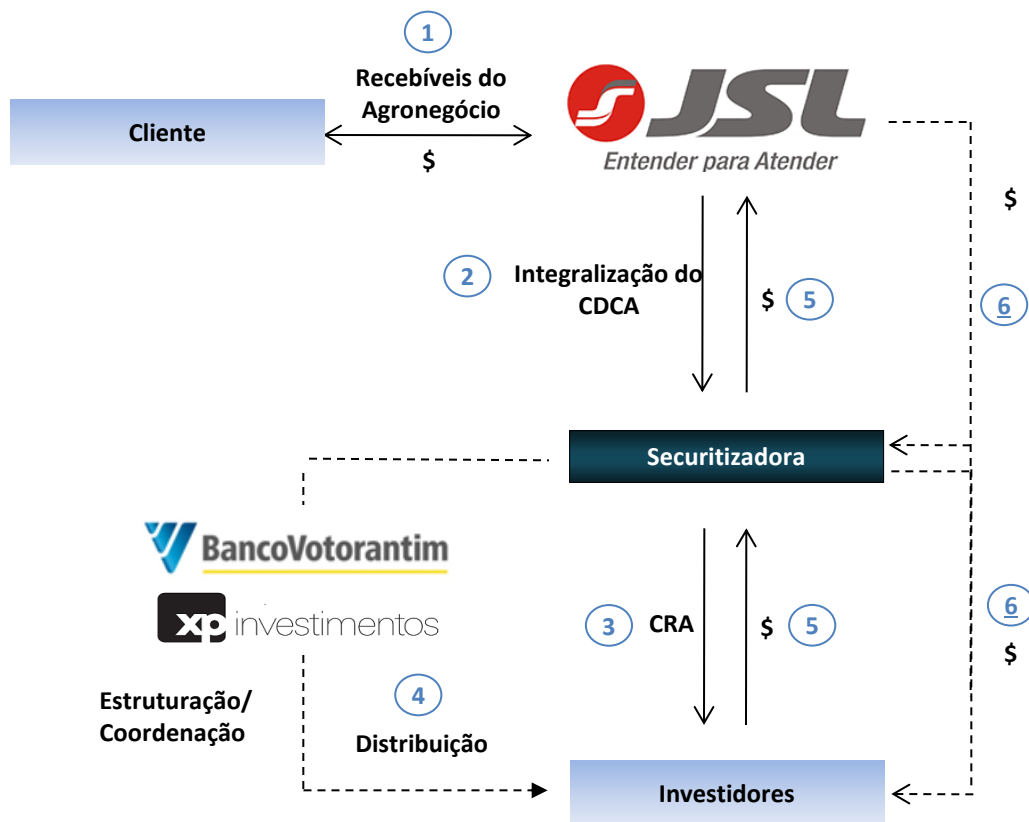 1
Recebíveis do
Agronegócio
$
Cliente
JSL
Entender para Atender
$
2
Integralização do
CDCA
$
5
6
Securitizadora
BancoVotorantim
xp investimentos
3
CRA
$
5
6
$
Estruturação/
Coordenação
4
Distribuição
Investidores